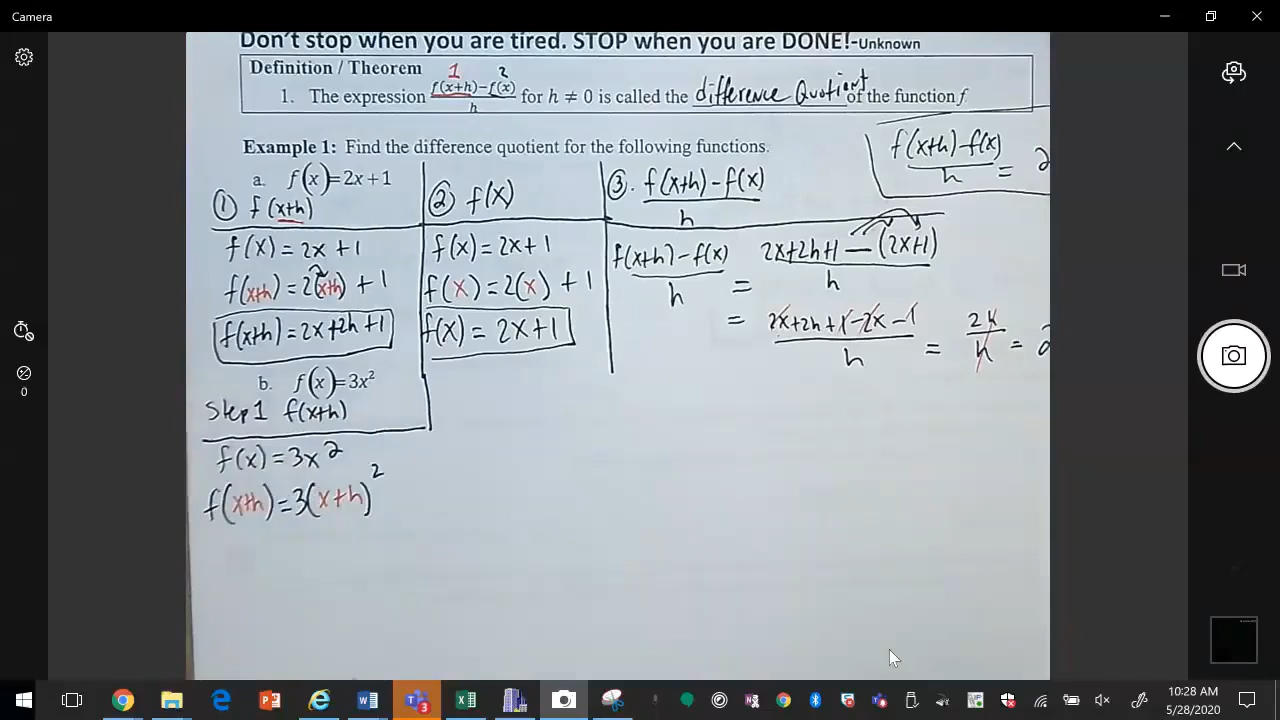 Camera
Don't stop when you are tired. STOP when you are DONE!-Unknown
Definition / Theorem
1 2
1. The expression f(x+h)-f(x)/h for h ≠ 0 is called the difference Quotient of the function f
Example 1: Find the difference quotient for the following functions.
f(x+h)-f(x)/h = 2
a. f(x)=2x+1
① f(x+h)
② f(x)
③. f(x+h)-f(x)/h
f(x)=2x+1
f(x+h)=2(x+h)+1
f(x+h)=2x+2h+1
f(x)=2x+1
f(x)=2(x)+1
f(x)=2x+1
f(x+h)-f(x)/h = 2x+2h+1-(2x+1)/h
= 2x+2h+1-2x-1/h = 2h/h = 2
b. f(x)=3x²
Step 1 f(x+h)
f(x)=3x²
f(x+h)=3(x+h)²
0
3
10:28 AM
5/28/2020